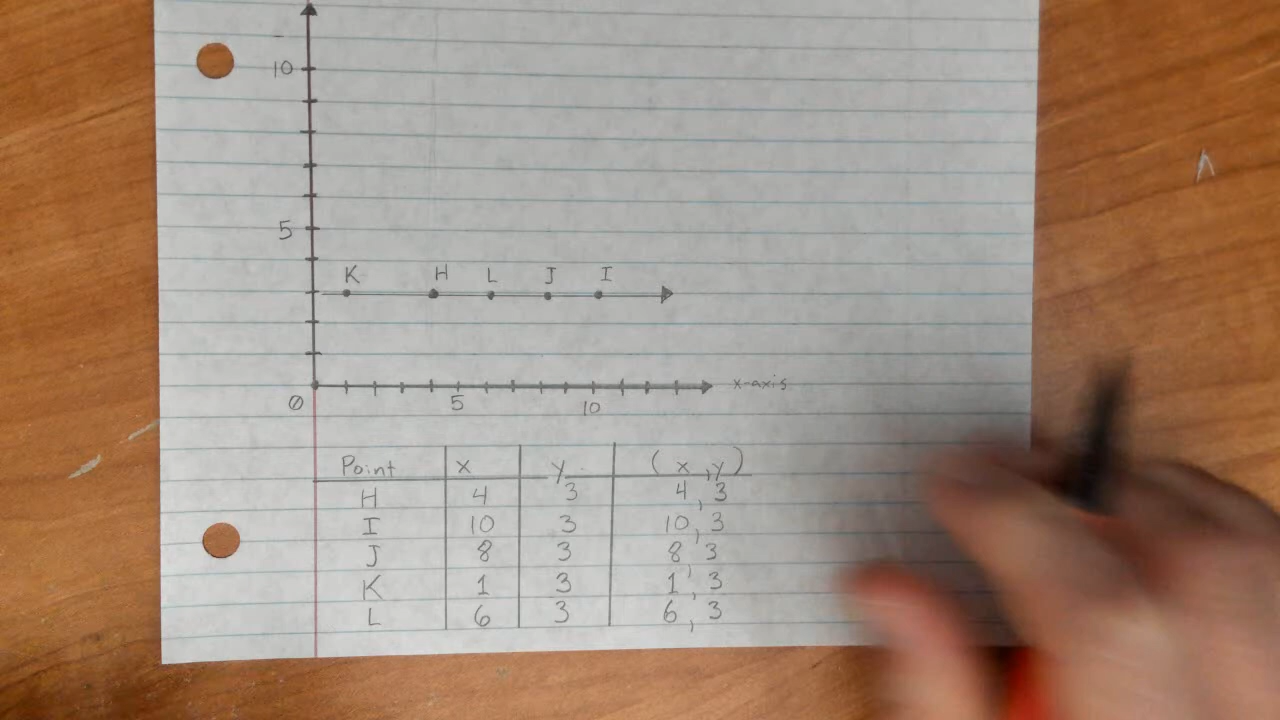 10
5
K H L J I
x-axis
0 5 10
Point x y (x,y)
H 4 3 4, 3
I 10 3 10, 3
J 8 3 8, 3
K 1 3 1, 3
L 6 3 6, 3